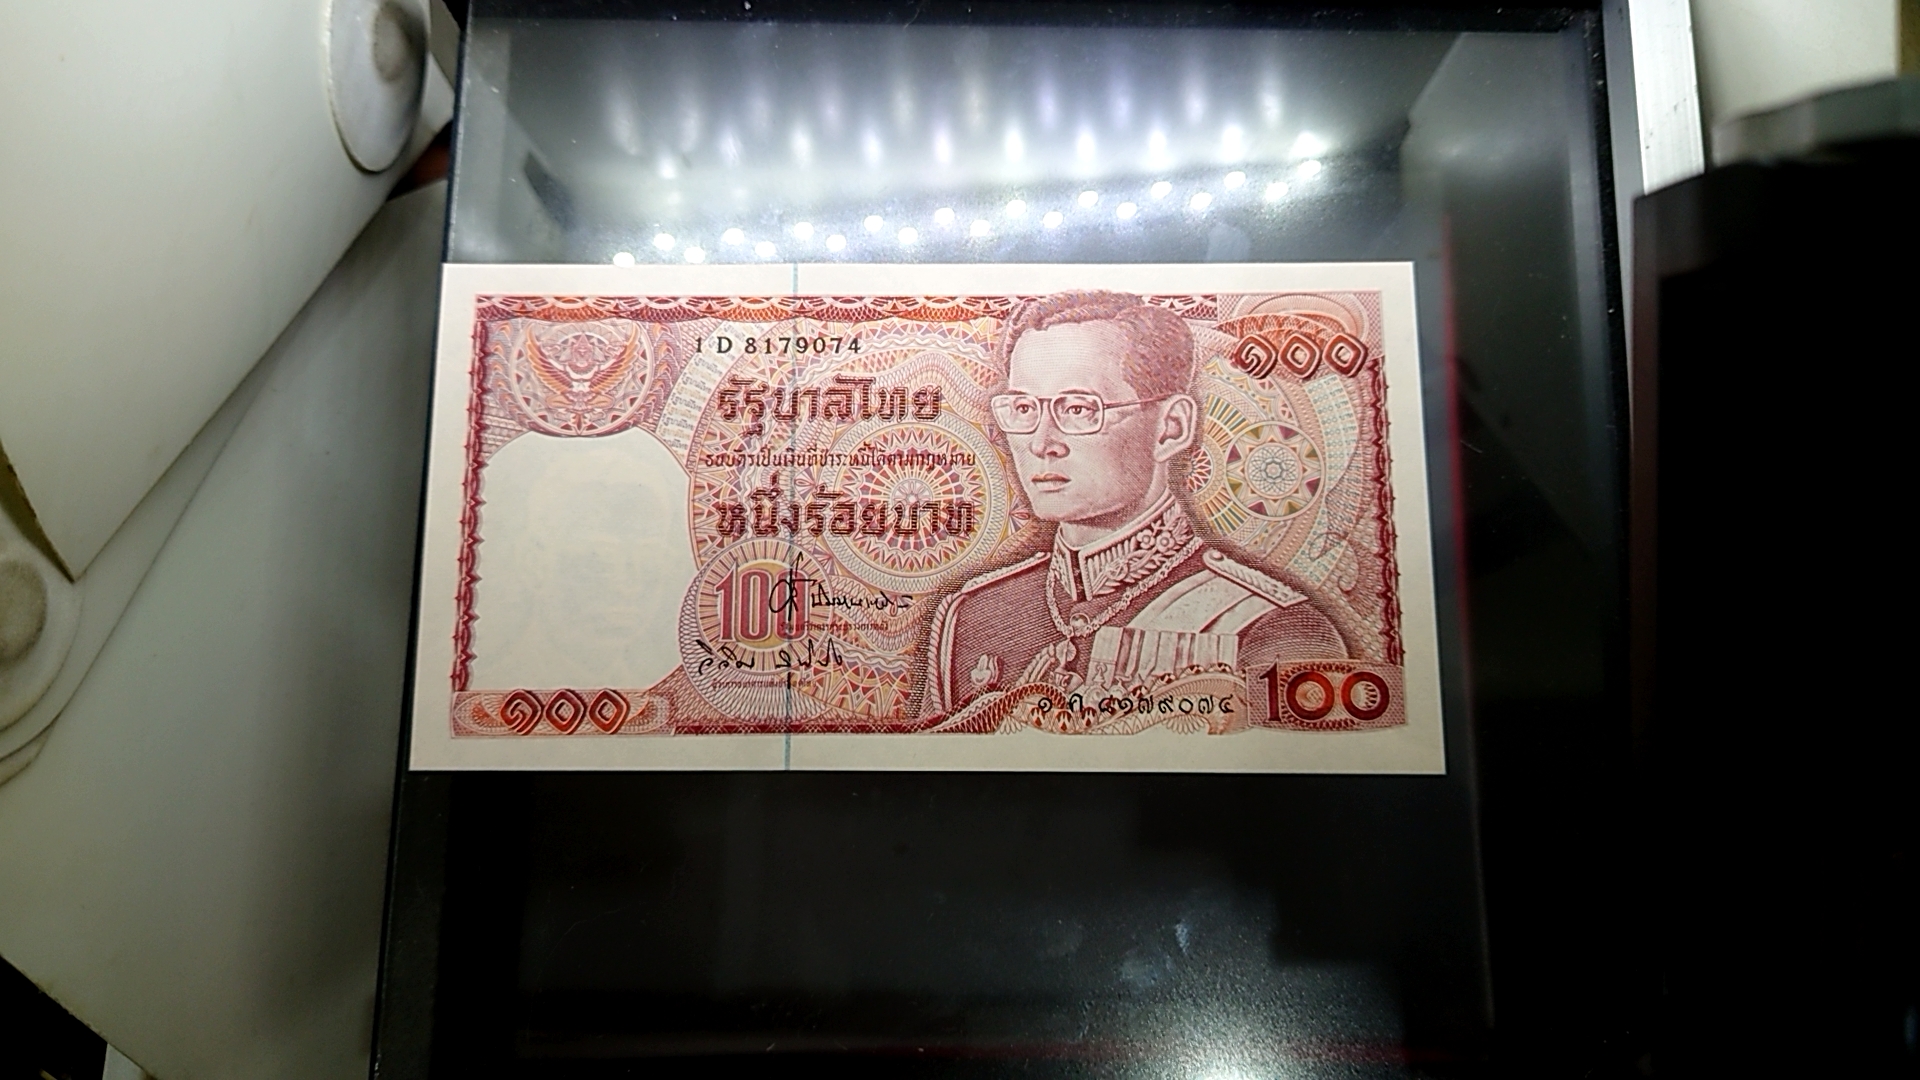 1 D 8179074
๑๐๐
รัฐบาลไทย
ธนบัตรเป็นเงินที่ชำระหนี้ได้ตามกฎหมาย
หนึ่งร้อยบาท
100
๑๐๐
๑ ค ๘๑๗๙๐๗๔
100